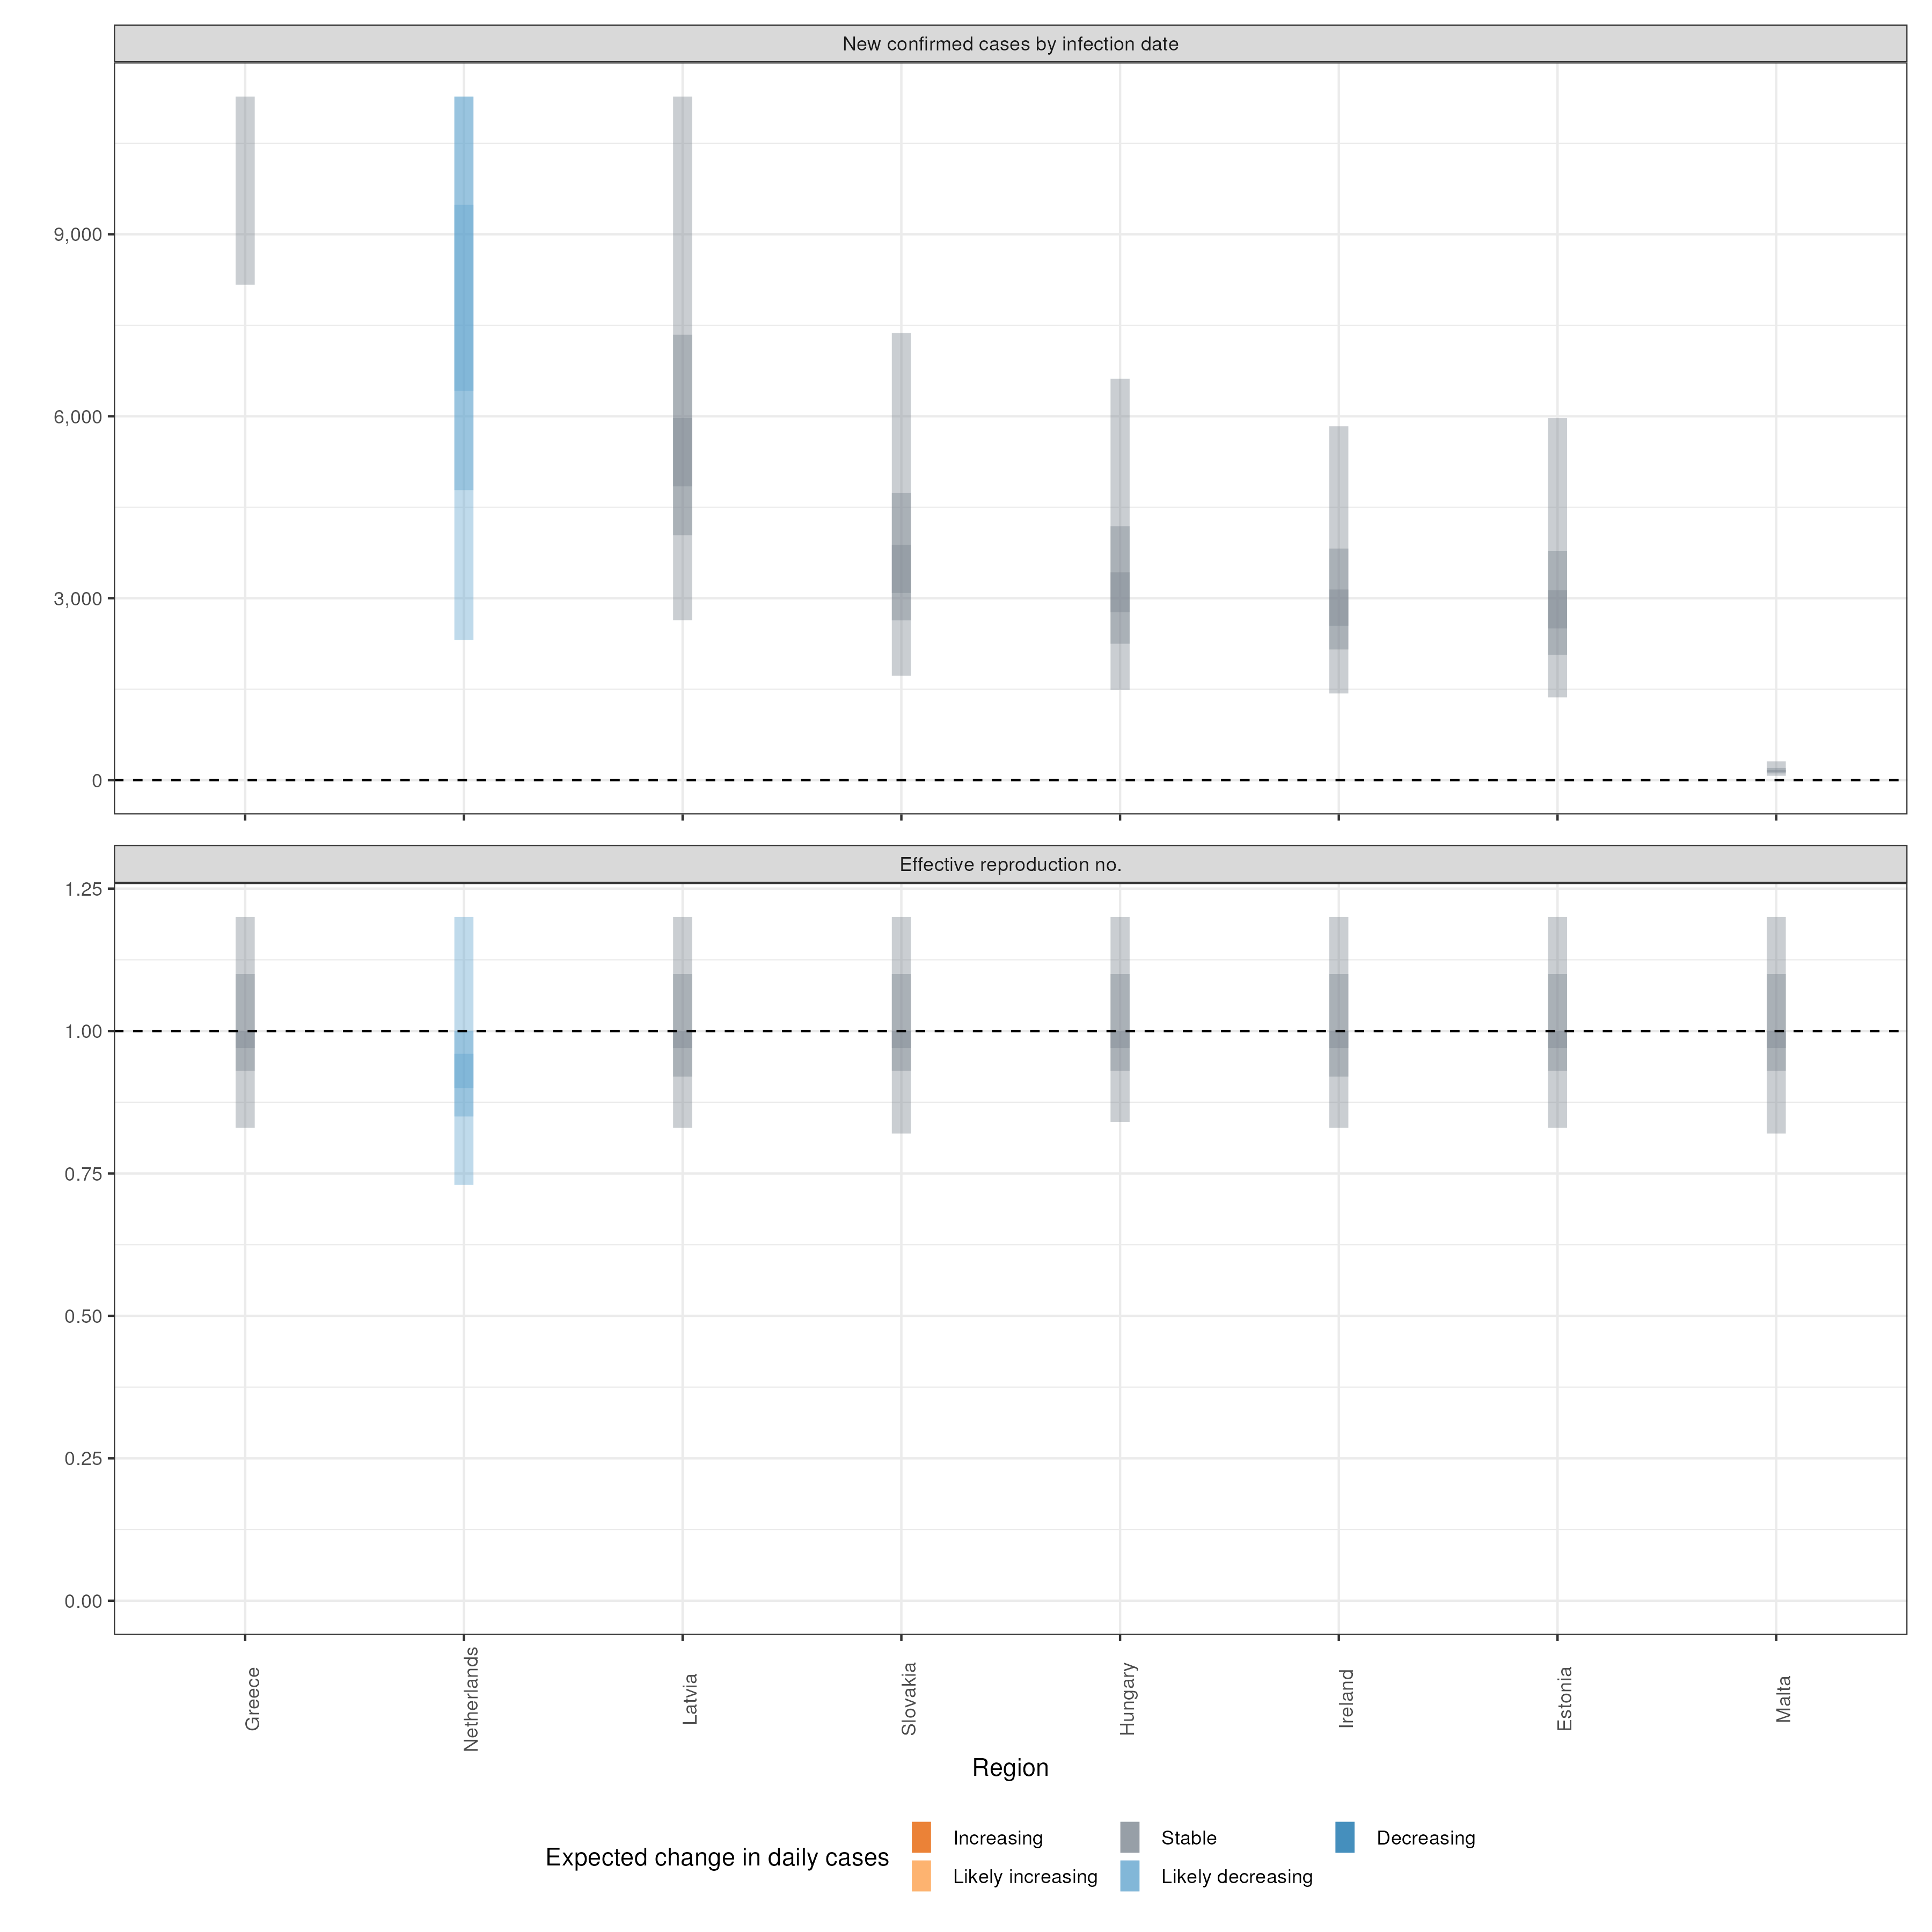 New confirmed cases by infection date
9,000
6,000
3,000
0
Effective reproduction no.
1.25
1.00
0.75
0.50
0.25
0.00
Greece
Netherlands
Latvia
Slovakia
Hungary
Ireland
Estonia
Malta
Region
Expected change in daily cases
Increasing
Likely increasing
Stable
Likely decreasing
Decreasing